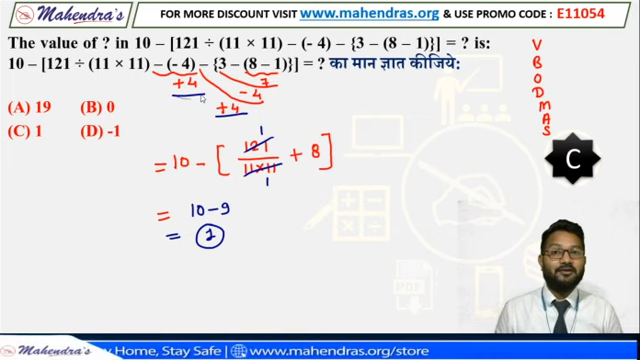 Mahendra's
FOR MORE DISCOUNT - VISIT www.mahendras.org & USE PROMO CODE - E11054
The value of ? in 10 – [121 ÷ (11 × 11) – (- 4) – {3 – (8 – 1)}] = ? is:
10 – [121 ÷ (11 × 11) – (- 4) – {3 – (8 – 1)}] = ? का मान ज्ञात कीजिये:
+4
7
- 4
+4
(A) 19 (B) 0
(C) 1 (D) -1
V
B
O
D
M
A
S
C
1
= 10 - [ 121 / 11×11 + 8 ]
1
= 10 - 9
= 1
Mahendra's
y Home, Stay Safe | www.mahendras.org/store